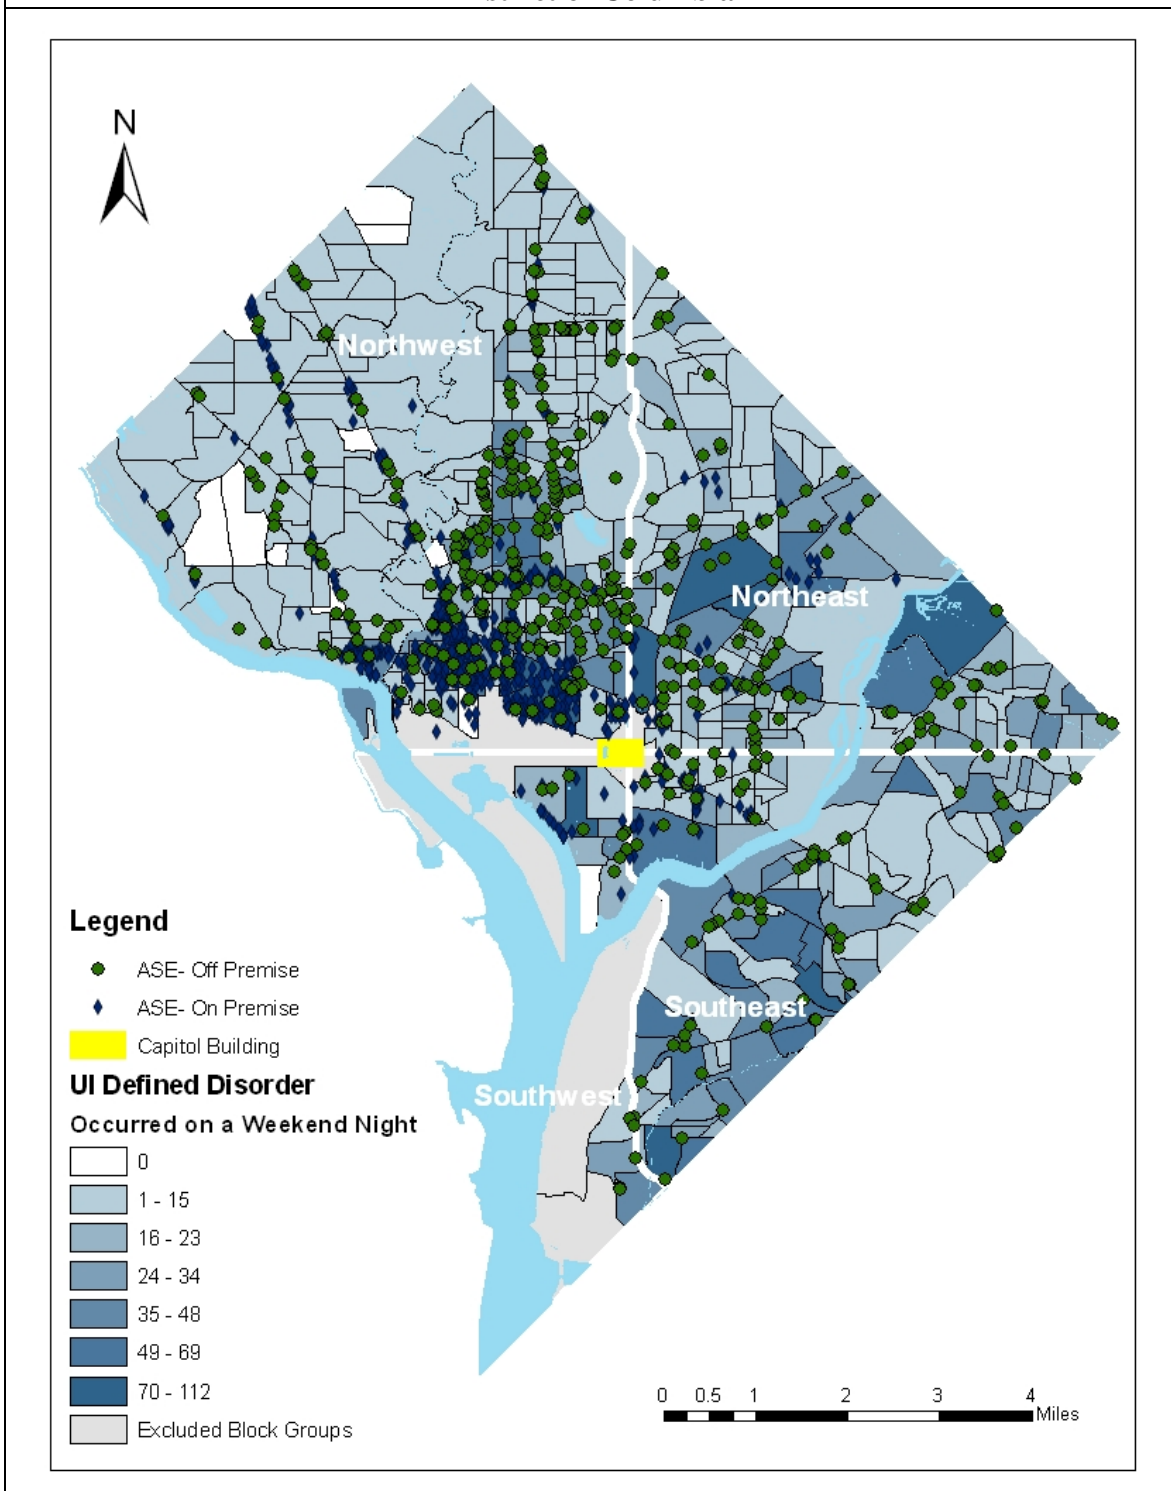 N
Northwest
Northeast
Southeast
Southwest
Legend
ASE- Off Premise
ASE- On Premise
Capitol Building
UI Defined Disorder
Occurred on a Weekend Night
0
1 - 15
16 - 23
24 - 34
35 - 48
49 - 69
70 - 112
Excluded Block Groups
0 0.5 1 2 3 4
Miles